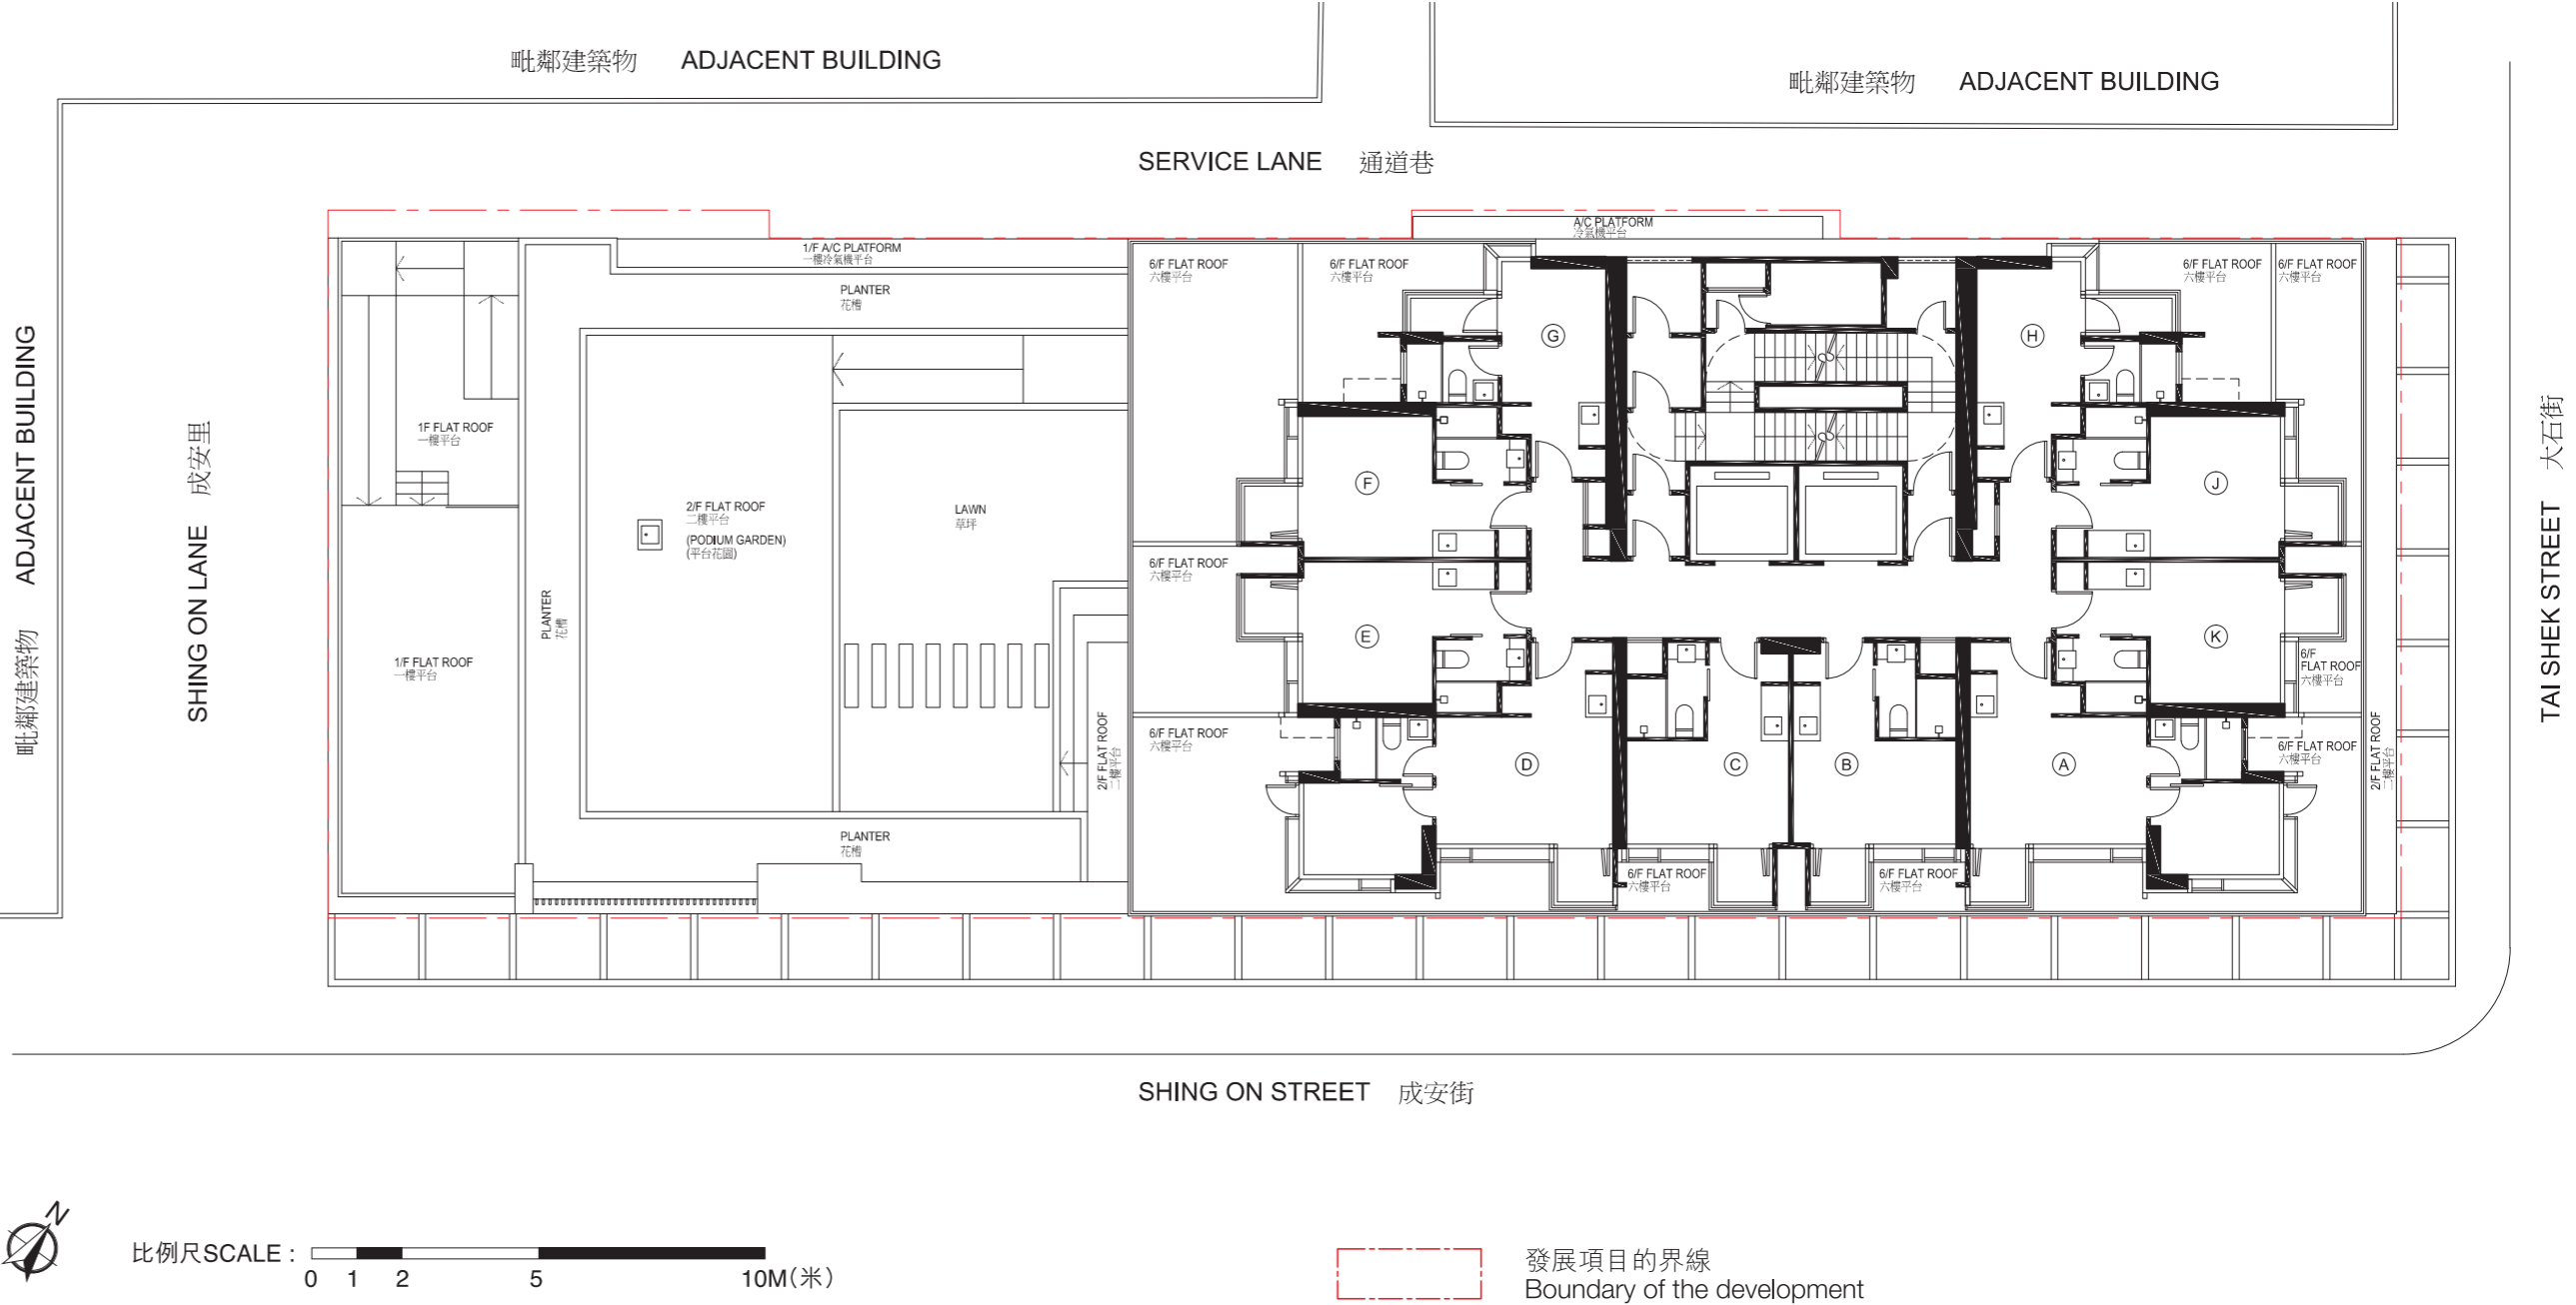 毗鄰建築物 ADJACENT BUILDING
毗鄰建築物 ADJACENT BUILDING
SERVICE LANE 通道巷
A/C PLATFORM
冷氣機平台
1/F A/C PLATFORM
一樓冷氣機平台
6/F FLAT ROOF
六樓平台
6/F FLAT ROOF
六樓平台
6/F FLAT ROOF
六樓平台
6/F FLAT ROOF
六樓平台
PLANTER
花槽
G
H
毗鄰建築物 ADJACENT BUILDING
SHING ON LANE 成安里
1F FLAT ROOF
一樓平台
TAI SHEK STREET 大石街
F
J
2/F FLAT ROOF
二樓平台
(PODIUM GARDEN)
(平台花園)
LAWN
草坪
6/F FLAT ROOF
六樓平台
PLANTER
花槽
E
K
1/F FLAT ROOF
一樓平台
6/F
FLAT ROOF
六樓平台
6/F FLAT ROOF
六樓平台
2/F FLAT ROOF
二樓平台
D
C
B
A
6/F FLAT ROOF
六樓平台
2/F FLAT ROOF
二樓平台
PLANTER
花槽
6/F FLAT ROOF
六樓平台
6/F FLAT ROOF
六樓平台
SHING ON STREET 成安街
N
比例尺SCALE :
0 1 2 5 10M(米)
發展項目的界線
Boundary of the development